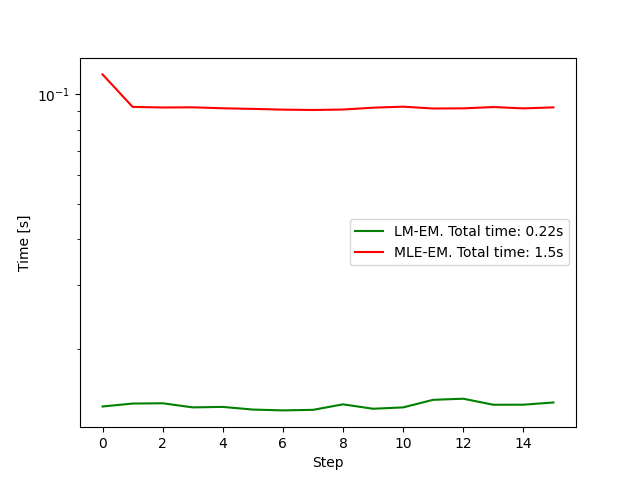 10⁻¹
Time [s]
LM-EM. Total time: 0.22s
MLE-EM. Total time: 1.5s
0 2 4 6 8 10 12 14
Step